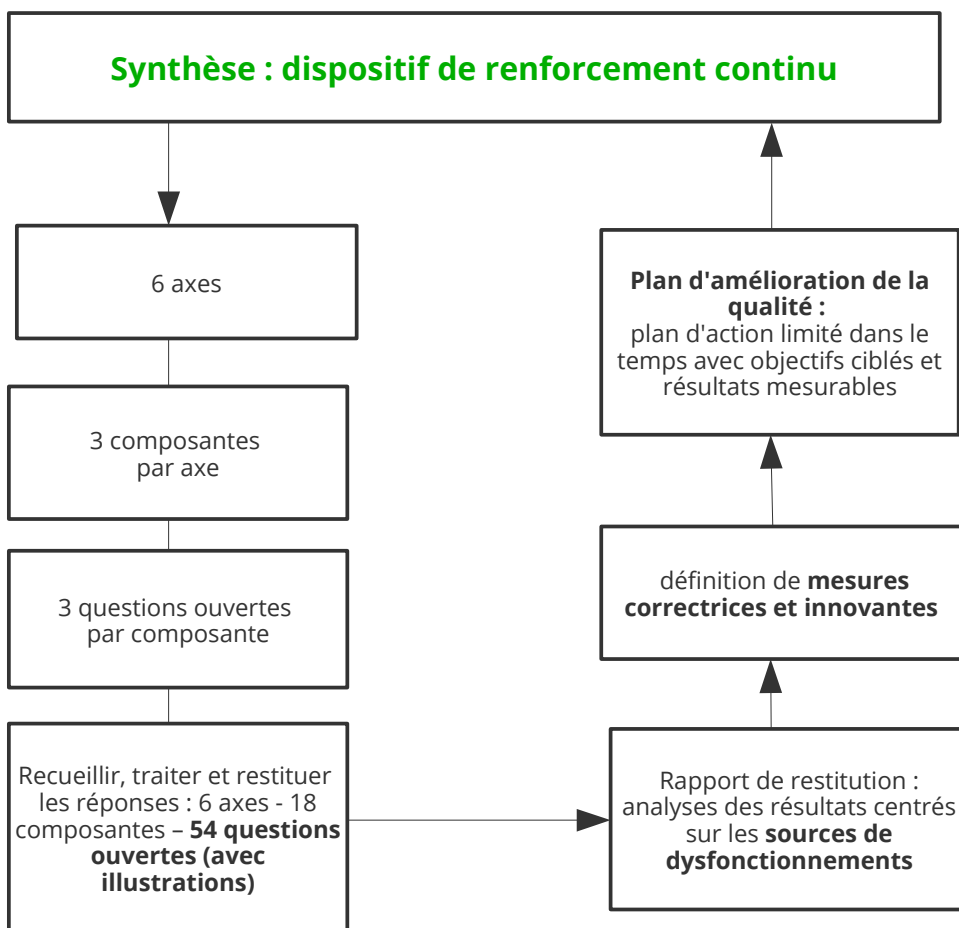 Synthèse : dispositif de renforcement continu
6 axes
3 composantes
par axe
3 questions ouvertes
par composante
Recueillir, traiter et restituer
les réponses : 6 axes - 18
composantes – 54 questions
ouvertes (avec
illustrations)
Plan d'amélioration de la
qualité :
plan d'action limité dans le
temps avec objectifs ciblés et
résultats mesurables
définition de mesures
correctrices et innovantes
Rapport de restitution :
analyses des résultats centrés
sur les sources de
dysfonctionnements